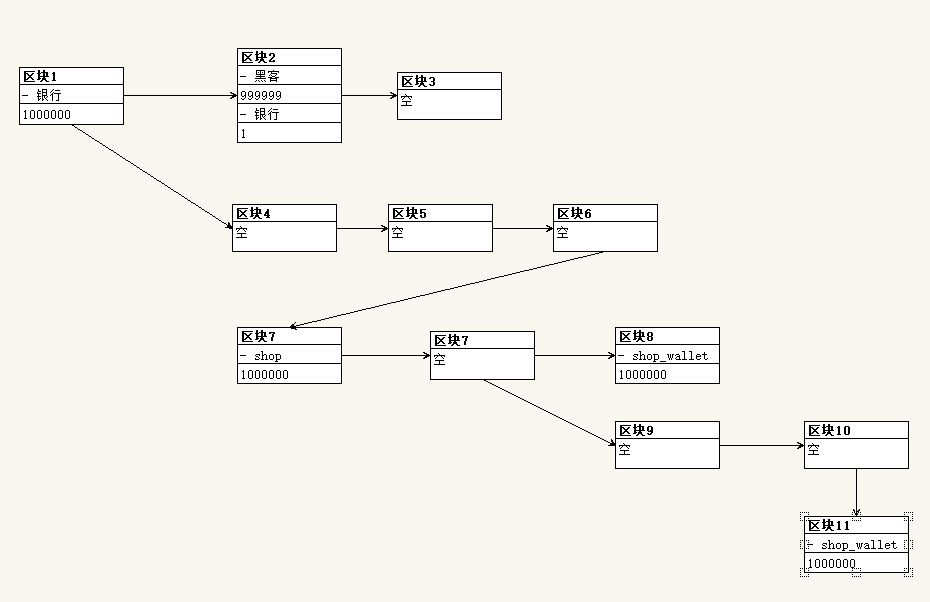 区块1
- 银行
1000000
区块2
- 黑客
999999
- 银行
1
区块3
空
区块4
空
区块5
空
区块6
空
区块7
- shop
1000000
区块7
空
区块8
- shop_wallet
1000000
区块9
空
区块10
空
区块11
- shop_wallet
1000000